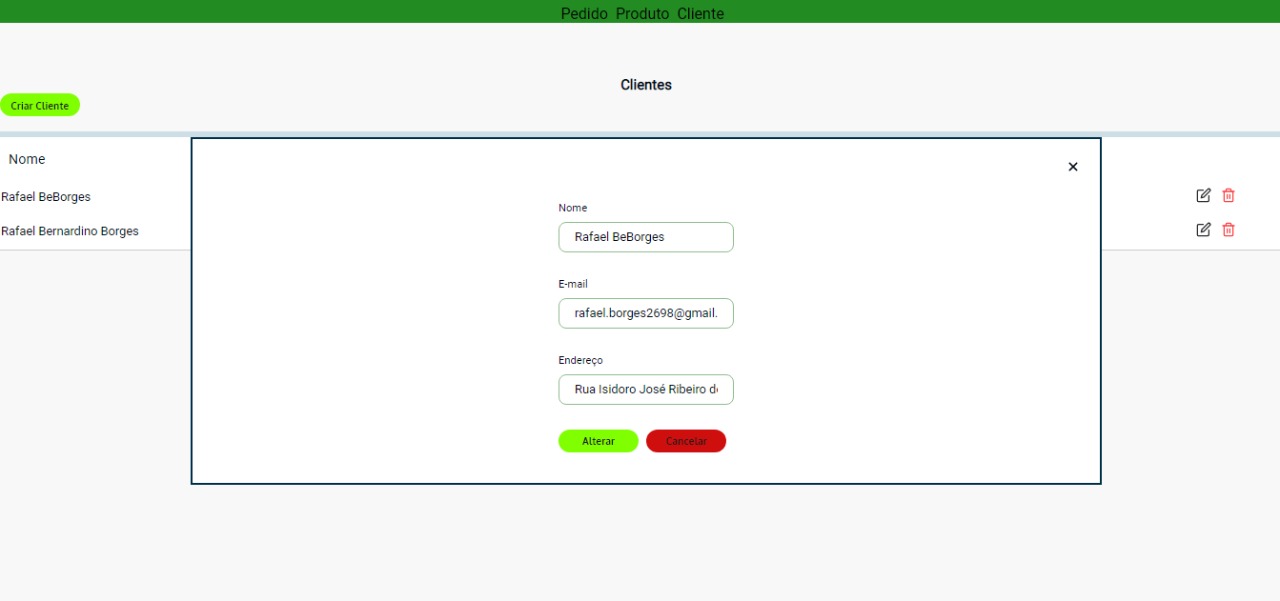 Pedido Produto Cliente
Clientes
Criar Cliente
Nome
Rafael BeBorges
Rafael Bernardino Borges
Nome
Rafael BeBorges
E-mail
rafael.borges2698@gmail.
Endereço
Rua Isidoro José Ribeiro de
Alterar Cancelar